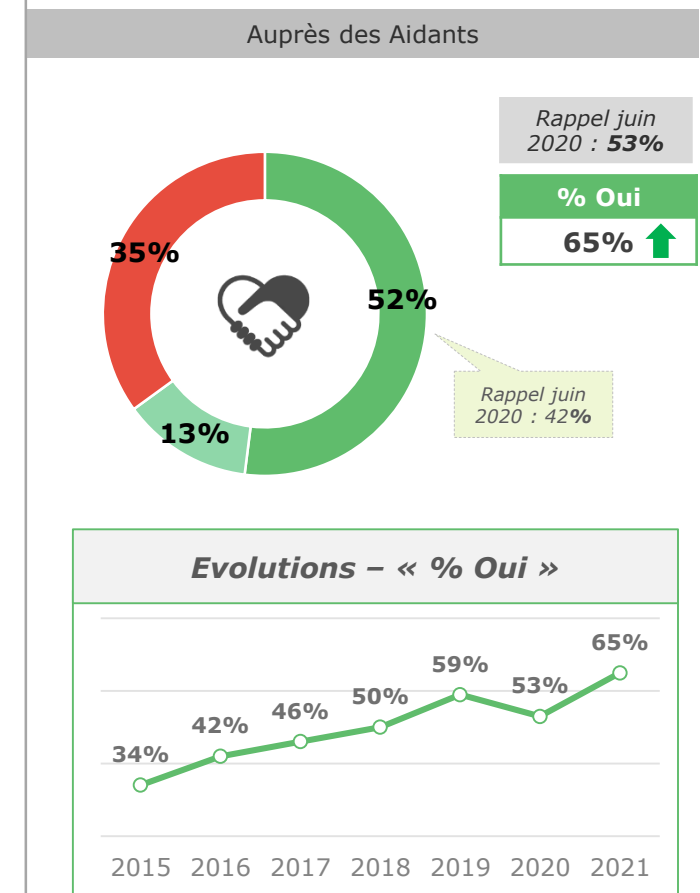 Auprès des Aidants
Rappel juin
2020 : 53%
% Oui
65%
35%
52%
13%
Rappel juin
2020 : 42%
Evolutions – « % Oui »
34%
42%
46%
50%
59%
53%
65%
2015 2016 2017 2018 2019 2020 2021